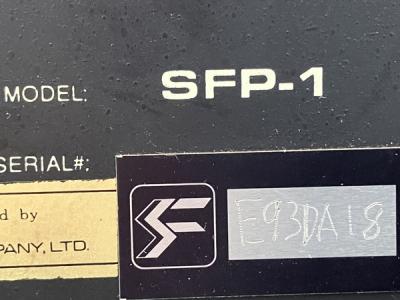 MODEL: SFP-1
SERIAL#:
E93DA18
d by
PANY, LTD.